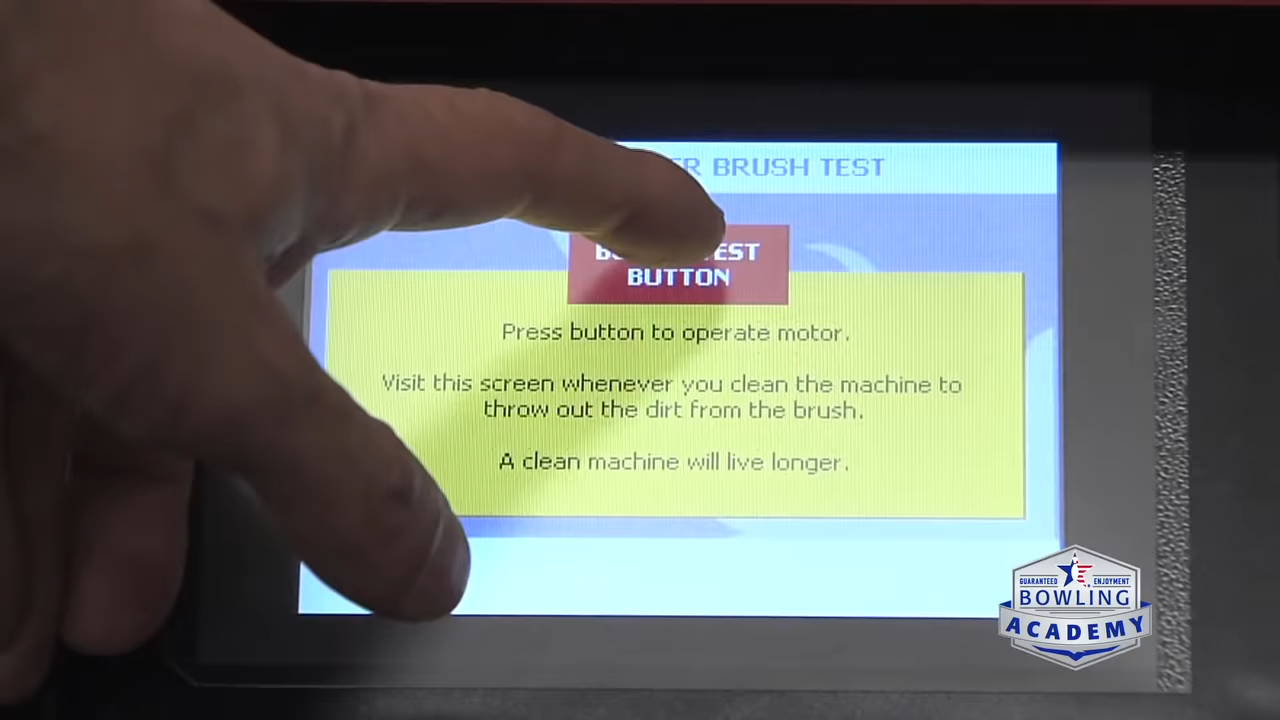 BRUSH TEST
BUTTON
Press button to operate motor.
Visit this screen whenever you clean the machine to
throw out the dirt from the brush.
A clean machine will live longer.
GUARANTEED ENJOYMENT
BOWLING
ACADEMY